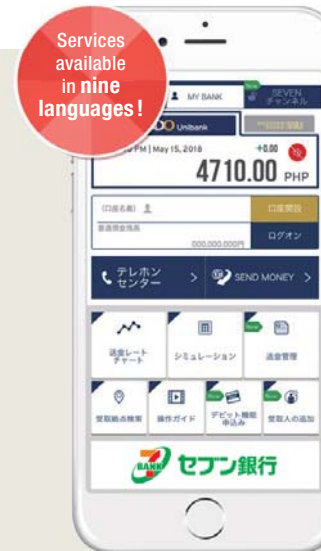 Services
available
in nine
languages!
MY BANK
New
SEVEN
チャンネル
Unibank
PM | May 15, 2018
+0.00
4710.00 PHP
(口座名義)
口座開設
普通預金残高
000,000,000円
ログオン
テレホン
センター
SEND MONEY
送金レート
チャート
シミュレーション
New
送金管理
受取拠点検索
操作ガイド
New
デビット機能
申込み
New
受取人の追加
7
BANK
セブン銀行